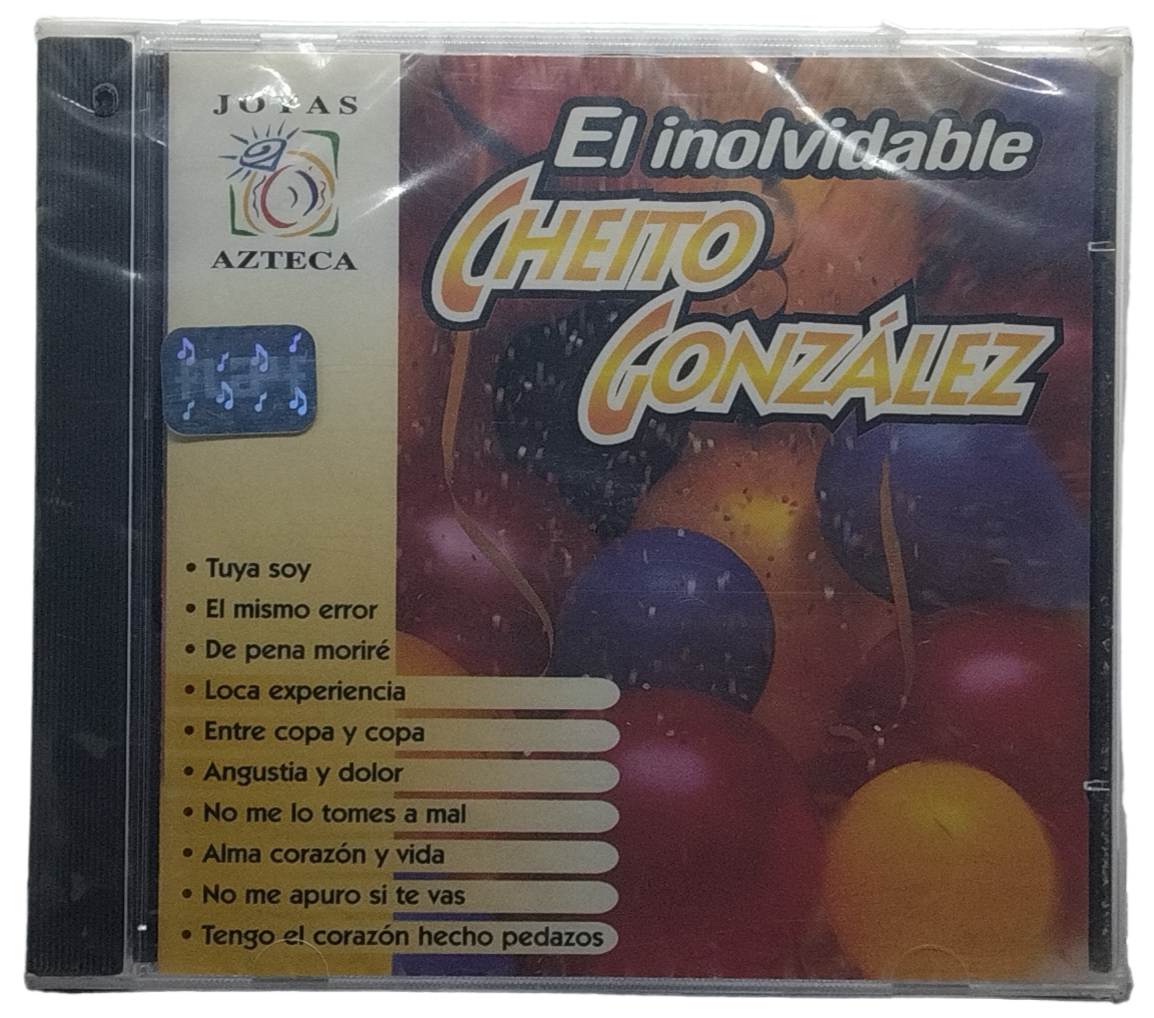 JOYAS
AZTECA
El inolvidable
CHEITO
GONZÁLEZ
• Tuya soy
• El mismo error
• De pena moriré
• Loca experiencia
• Entre copa y copa
• Angustia y dolor
• No me lo tomes a mal
• Alma corazón y vida
• No me apuro si te vas
• Tengo el corazón hecho pedazos